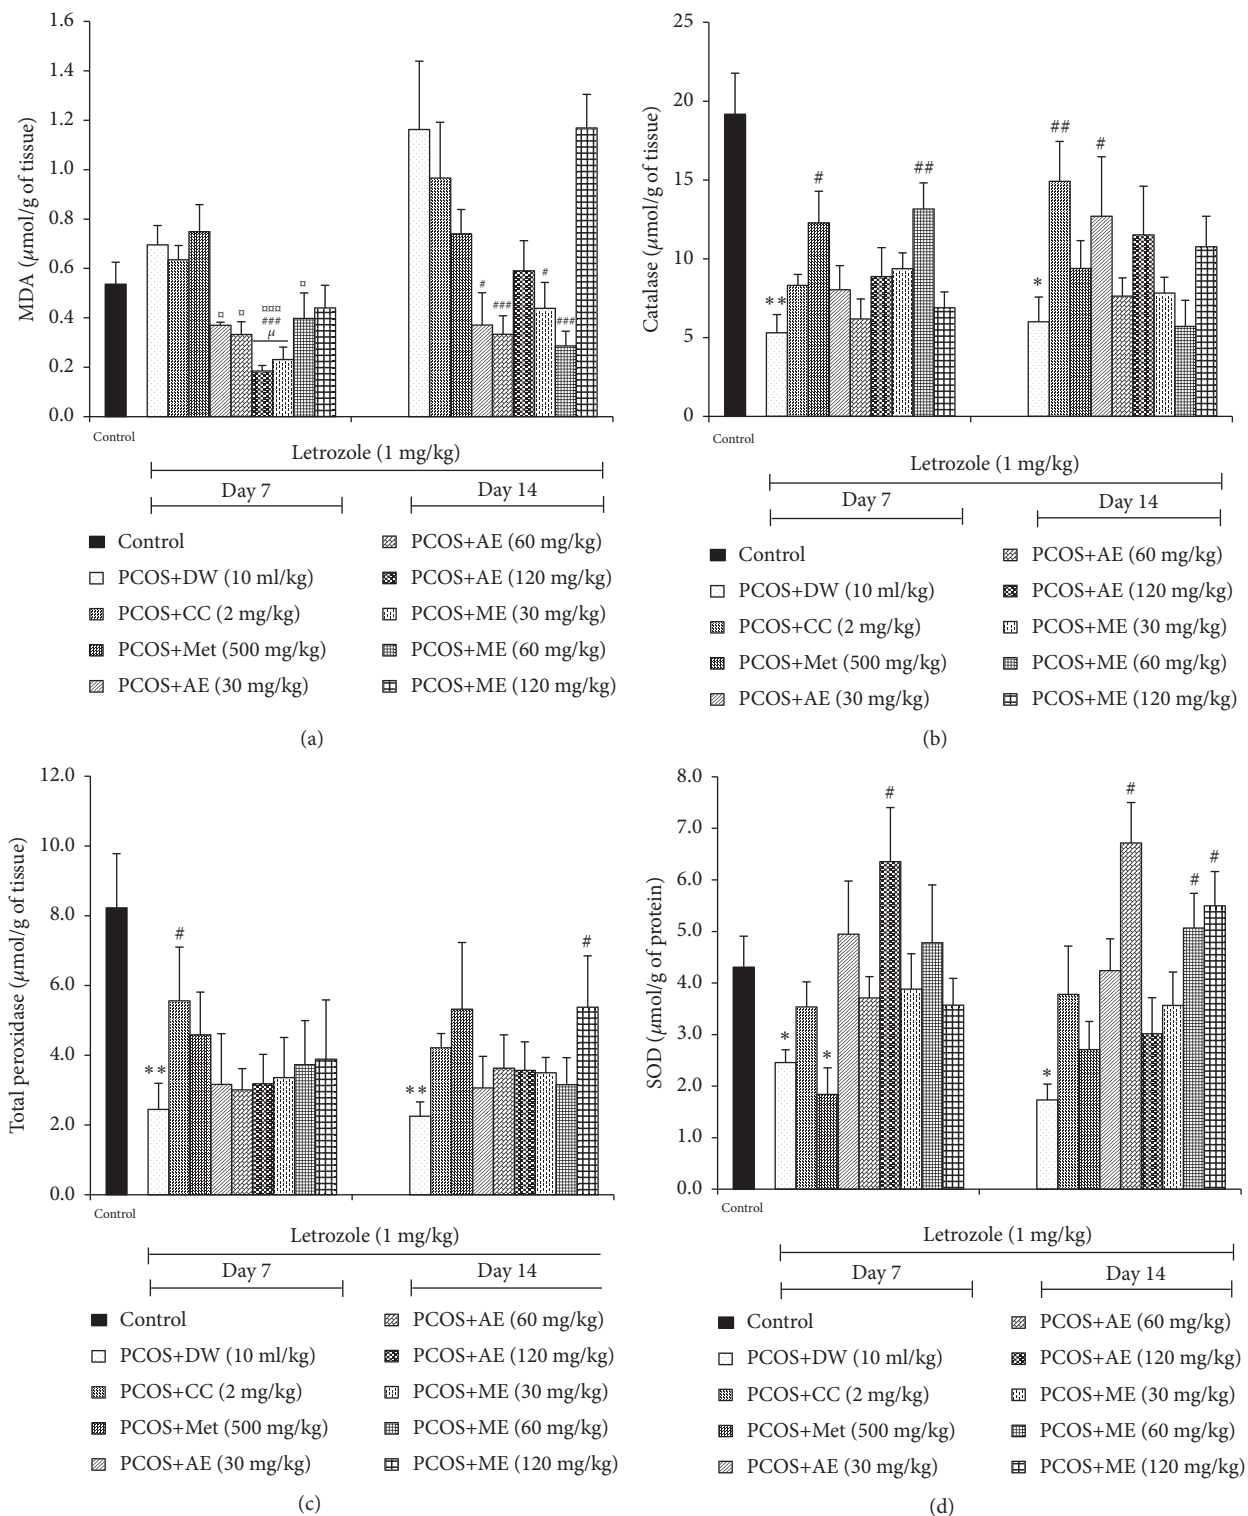 1.6
1.4
1.2
1.0
0.8
0.6
0.4
0.2
0.0
MDA (μmol/g of tissue)
¤
¤
¤¤¤
###
μ
¤
#
###
#
###
Control
Letrozole (1 mg/kg)
Day 7
Day 14
Control
PCOS+DW (10 ml/kg)
PCOS+CC (2 mg/kg)
PCOS+Met (500 mg/kg)
PCOS+AE (30 mg/kg)
PCOS+AE (60 mg/kg)
PCOS+AE (120 mg/kg)
PCOS+ME (30 mg/kg)
PCOS+ME (60 mg/kg)
PCOS+ME (120 mg/kg)
(a)
25
20
15
10
5
0
Catalase (μmol/g of tissue)
**
#
##
*
##
#
Control
Letrozole (1 mg/kg)
Day 7
Day 14
Control
PCOS+DW (10 ml/kg)
PCOS+CC (2 mg/kg)
PCOS+Met (500 mg/kg)
PCOS+AE (30 mg/kg)
PCOS+AE (60 mg/kg)
PCOS+AE (120 mg/kg)
PCOS+ME (30 mg/kg)
PCOS+ME (60 mg/kg)
PCOS+ME (120 mg/kg)
(b)
12.0
10.0
8.0
6.0
4.0
2.0
0.0
Total peroxidase (μmol/g of tissue)
**
#
**
#
Control
Letrozole (1 mg/kg)
Day 7
Day 14
Control
PCOS+DW (10 ml/kg)
PCOS+CC (2 mg/kg)
PCOS+Met (500 mg/kg)
PCOS+AE (30 mg/kg)
PCOS+AE (60 mg/kg)
PCOS+AE (120 mg/kg)
PCOS+ME (30 mg/kg)
PCOS+ME (60 mg/kg)
PCOS+ME (120 mg/kg)
(c)
8.0
7.0
6.0
5.0
4.0
3.0
2.0
1.0
0.0
SOD (μmol/g of protein)
*
*
#
*
#
#
#
Control
Letrozole (1 mg/kg)
Day 7
Day 14
Control
PCOS+DW (10 ml/kg)
PCOS+CC (2 mg/kg)
PCOS+Met (500 mg/kg)
PCOS+AE (30 mg/kg)
PCOS+AE (60 mg/kg)
PCOS+AE (120 mg/kg)
PCOS+ME (30 mg/kg)
PCOS+ME (60 mg/kg)
PCOS+ME (120 mg/kg)
(d)